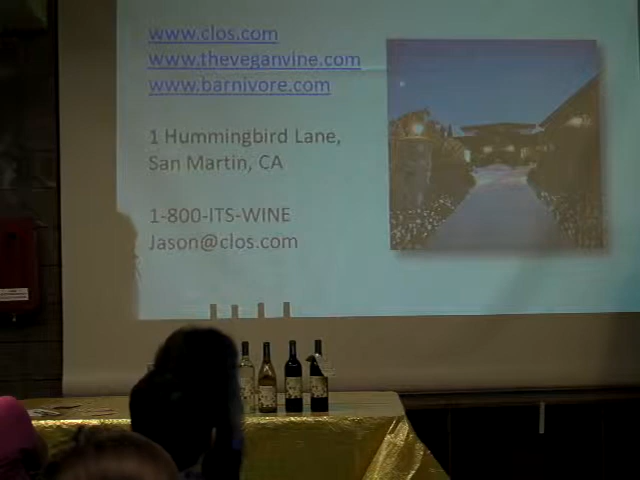 www.clos.com
www.theveganvine.com
www.barnivore.com
1 Hummingbird Lane,
San Martin, CA
1-800-ITS-WINE
Jason@clos.com